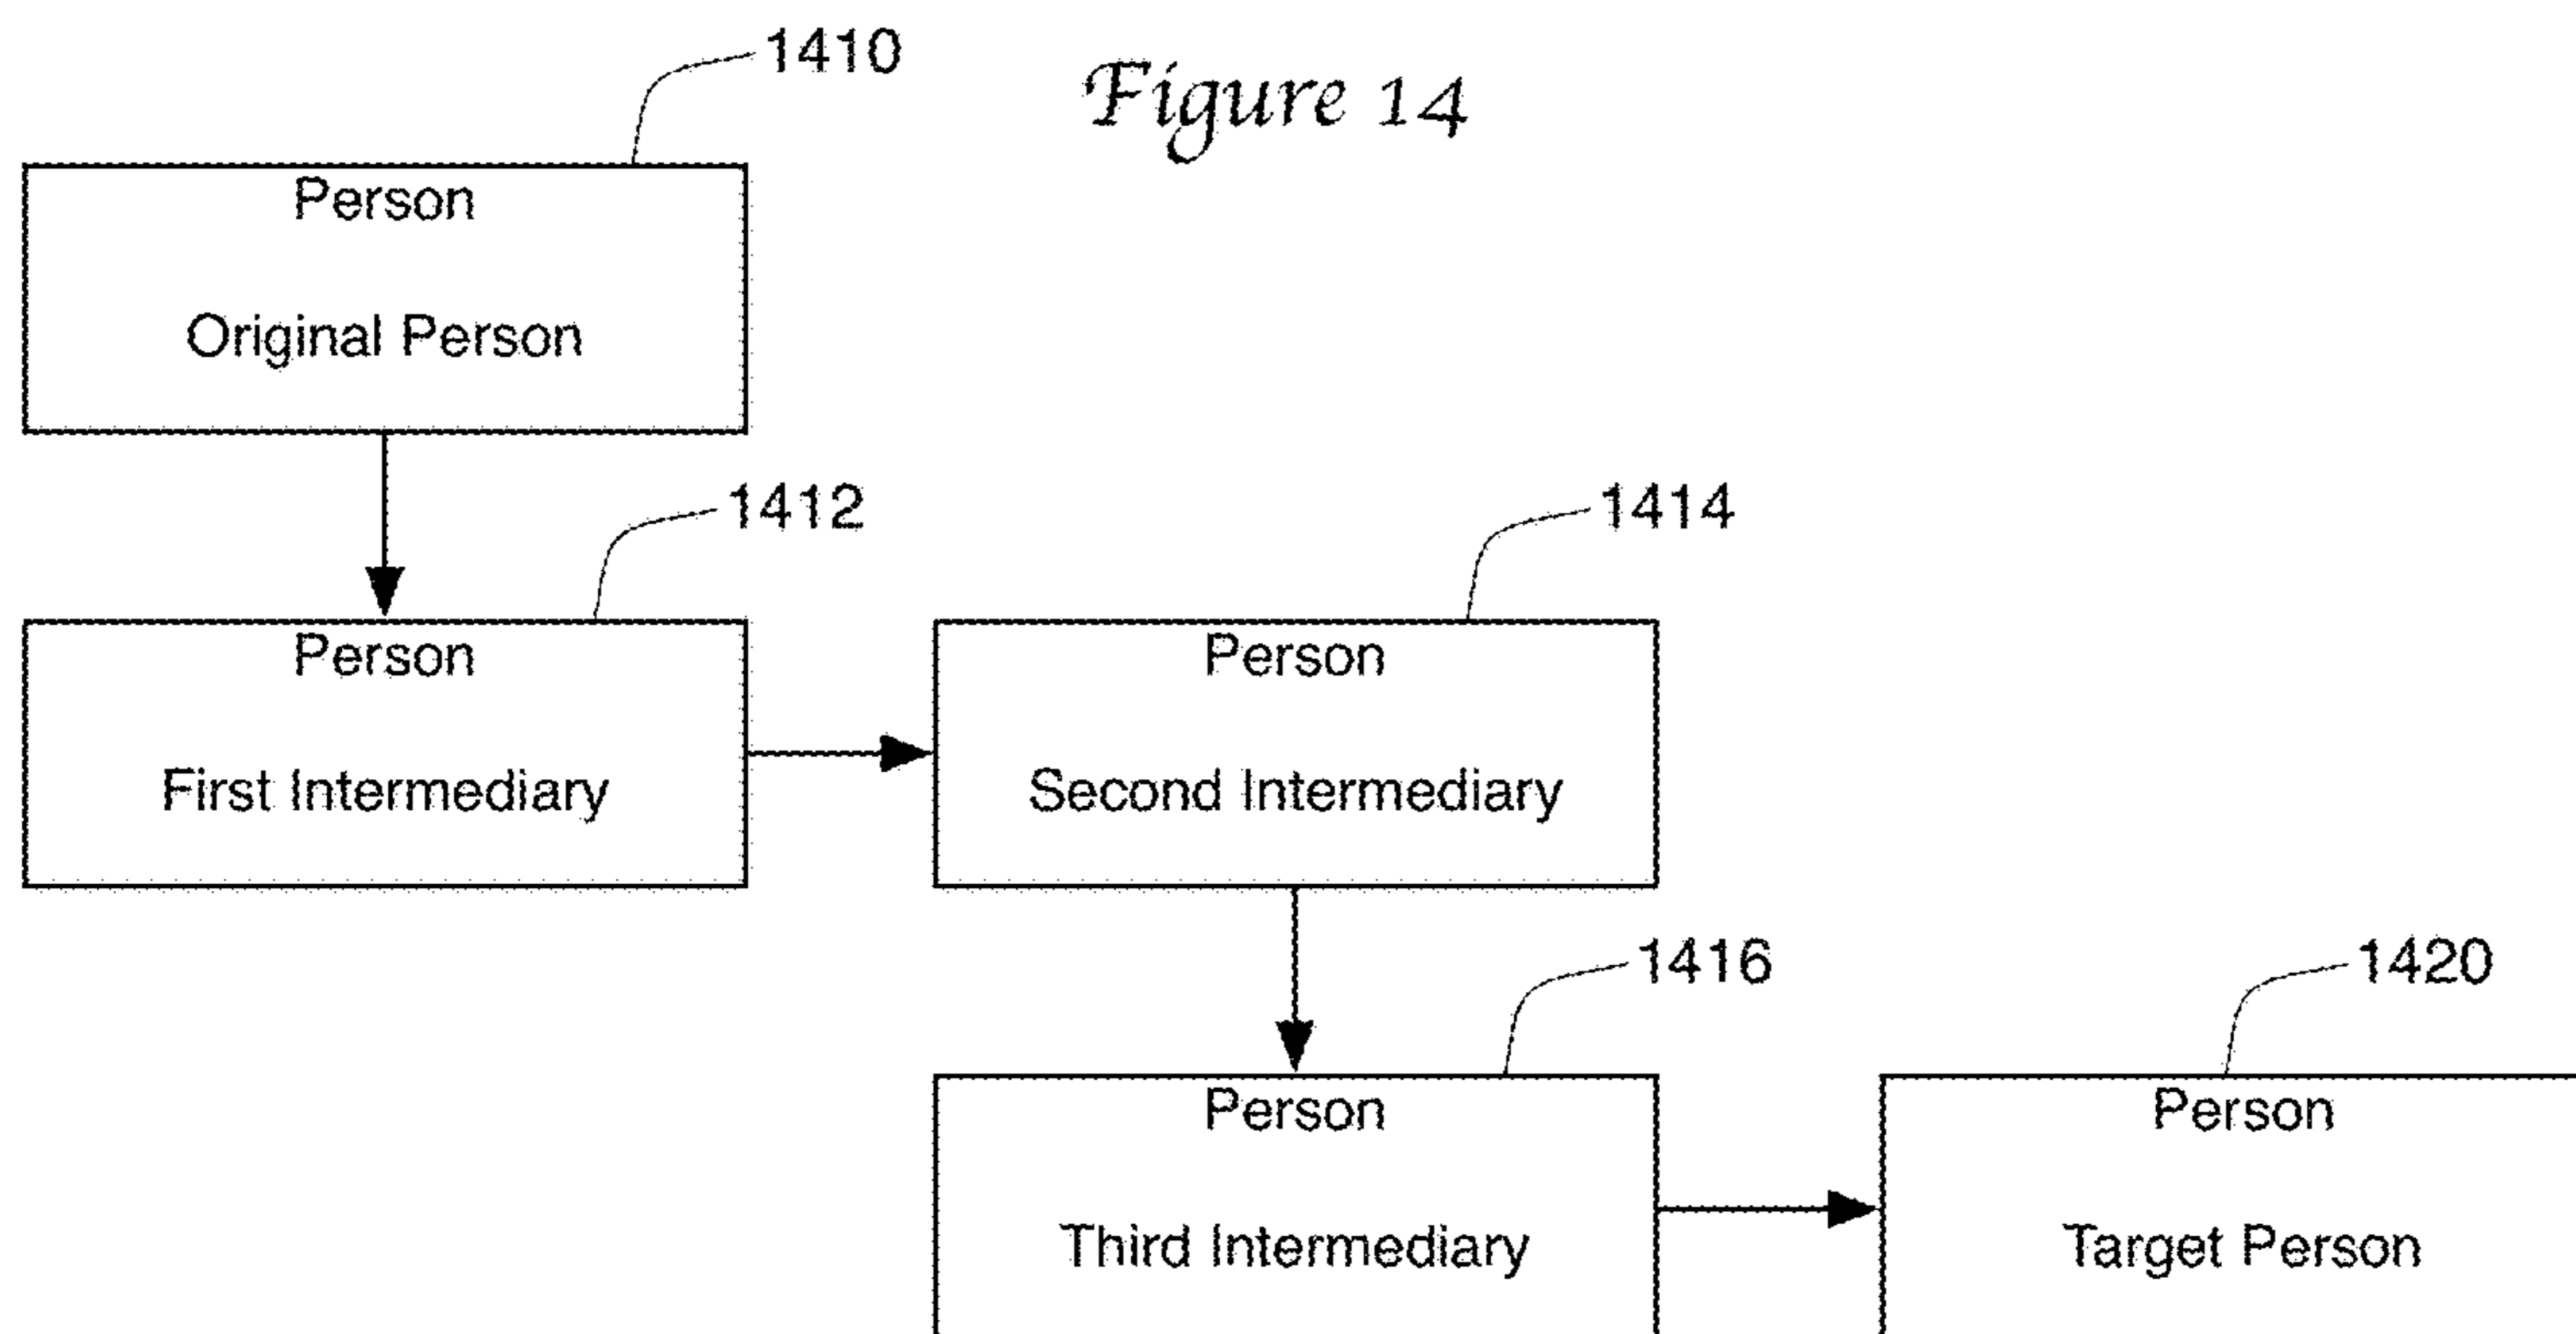 1410
Figure 14
Person
Original Person
1412
1414
Person
First Intermediary
Person
Second Intermediary
1416
1420
Person
Third Intermediary
Person
Target Person